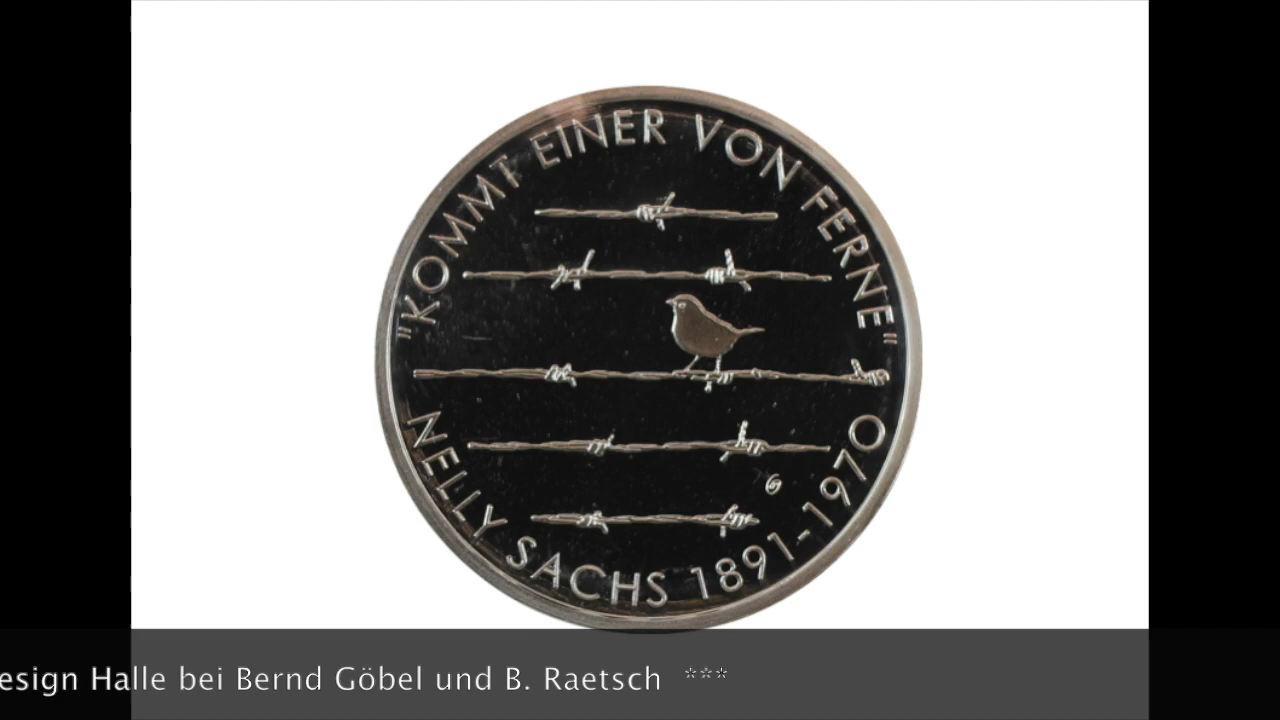 "KOMMT EINER VON FERNE"
NELLY SACHS 1891-1970
esign Halle bei Bernd Göbel und B. Raetsch ***